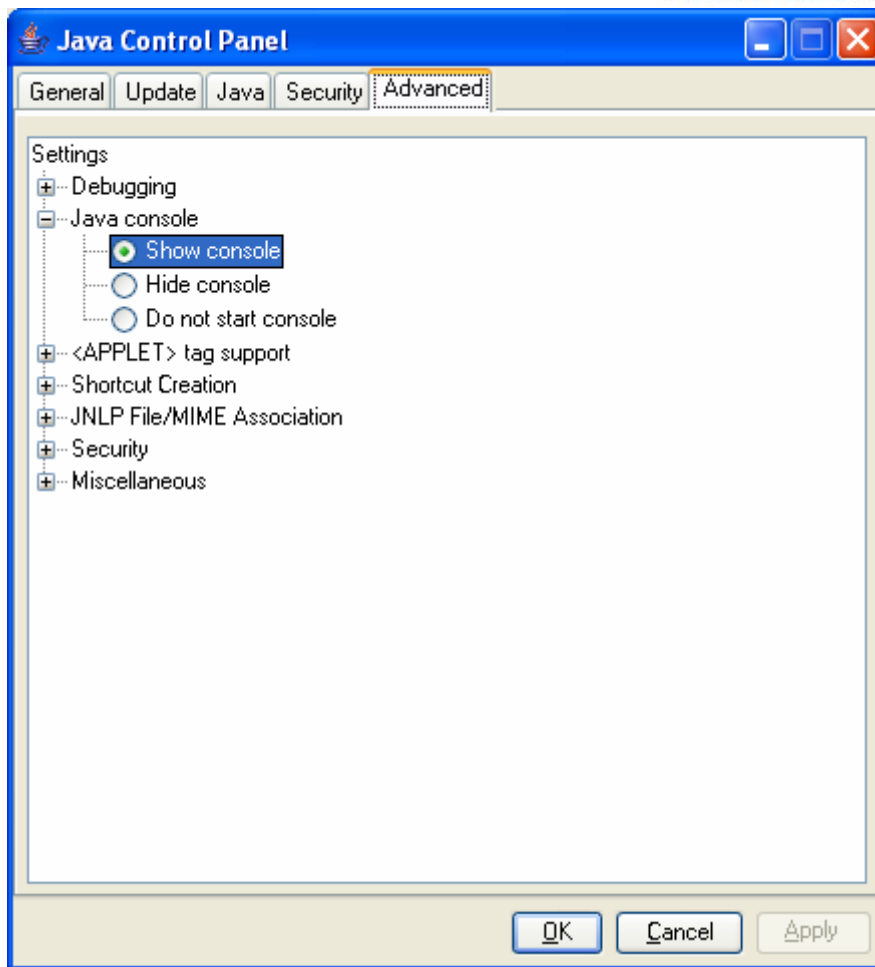 Java Control Panel
General Update Java Security Advanced
Settings
Debugging
Java console
Show console
Hide console
Do not start console
<APPLET> tag support
Shortcut Creation
JNLP File/MIME Association
Security
Miscellaneous
OK Cancel Apply